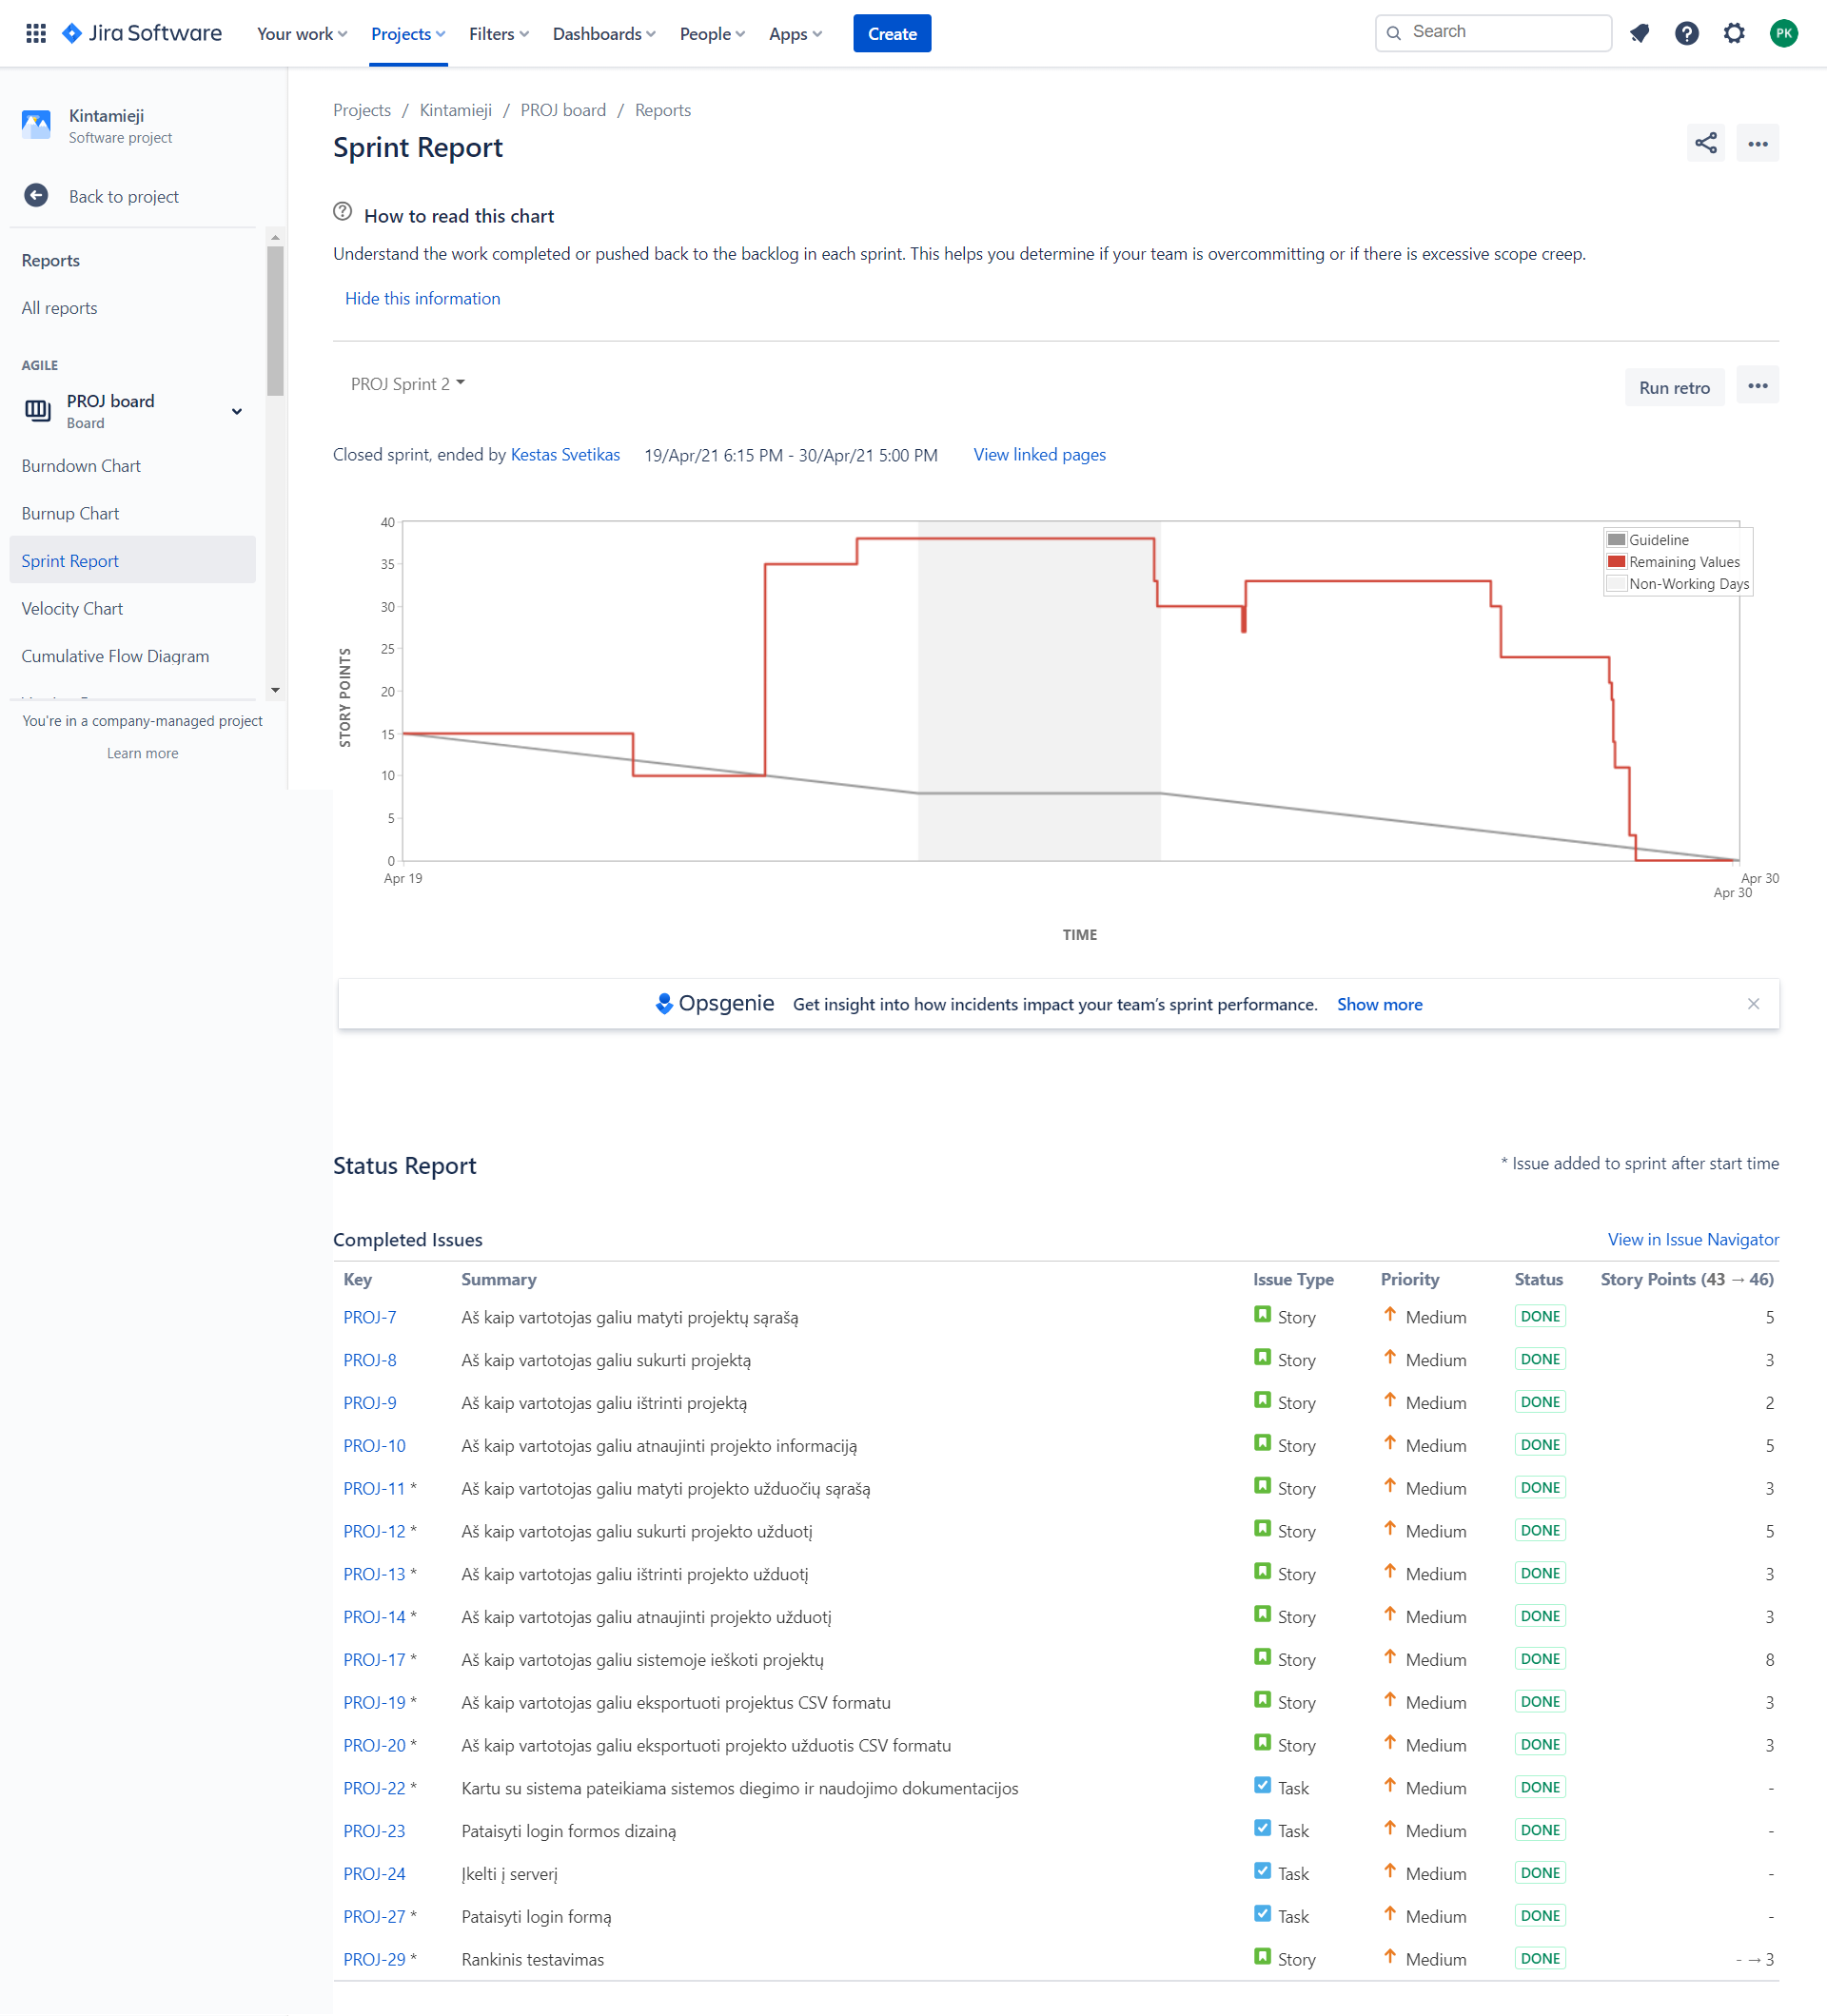 Jira Software Your work Projects Filters Dashboards People Apps Create Search PK
Kintamieji
Software project
Back to project
Reports
All reports
AGILE
PROJ board
Board
Burndown Chart
Burnup Chart
Sprint Report
Velocity Chart
Cumulative Flow Diagram
You're in a company-managed project
Learn more
Projects / Kintamieji / PROJ board / Reports
Sprint Report
How to read this chart
Understand the work completed or pushed back to the backlog in each sprint. This helps you determine if your team is overcommitting or if there is excessive scope creep.
Hide this information
PROJ Sprint 2
Run retro
Closed sprint, ended by Kestas Svetikas 19/Apr/21 6:15 PM - 30/Apr/21 5:00 PM View linked pages
STORY POINTS
40
35
30
25
20
15
10
5
0
Guideline
Remaining Values
Non-Working Days
Apr 19
Apr 30
Apr 30
TIME
Opsgenie Get insight into how incidents impact your team's sprint performance. Show more
Status Report
* Issue added to sprint after start time
Completed Issues
View in Issue Navigator
Key Summary Issue Type Priority Status Story Points (43 → 46)
PROJ-7 Aš kaip vartotojas galiu matyti projektų sąrašą Story Medium DONE 5
PROJ-8 Aš kaip vartotojas galiu sukurti projektą Story Medium DONE 3
PROJ-9 Aš kaip vartotojas galiu ištrinti projektą Story Medium DONE 2
PROJ-10 Aš kaip vartotojas galiu atnaujinti projekto informaciją Story Medium DONE 5
PROJ-11 * Aš kaip vartotojas galiu matyti projekto užduočių sąrašą Story Medium DONE 3
PROJ-12 * Aš kaip vartotojas galiu sukurti projekto užduotį Story Medium DONE 5
PROJ-13 * Aš kaip vartotojas galiu ištrinti projekto užduotį Story Medium DONE 3
PROJ-14 * Aš kaip vartotojas galiu atnaujinti projekto užduotį Story Medium DONE 3
PROJ-17 * Aš kaip vartotojas galiu sistemoje ieškoti projektų Story Medium DONE 8
PROJ-19 * Aš kaip vartotojas galiu eksportuoti projektus CSV formatu Story Medium DONE 3
PROJ-20 * Aš kaip vartotojas galiu eksportuoti projekto užduotis CSV formatu Story Medium DONE 3
PROJ-22 * Kartu su sistema pateikiama sistemos diegimo ir naudojimo dokumentacijos Task Medium DONE -
PROJ-23 Pataisyti login formos dizainą Task Medium DONE -
PROJ-24 Įkelti į serverį Task Medium DONE -
PROJ-27 * Pataisyti login formą Task Medium DONE -
PROJ-29 * Rankinis testavimas Story Medium DONE - → 3